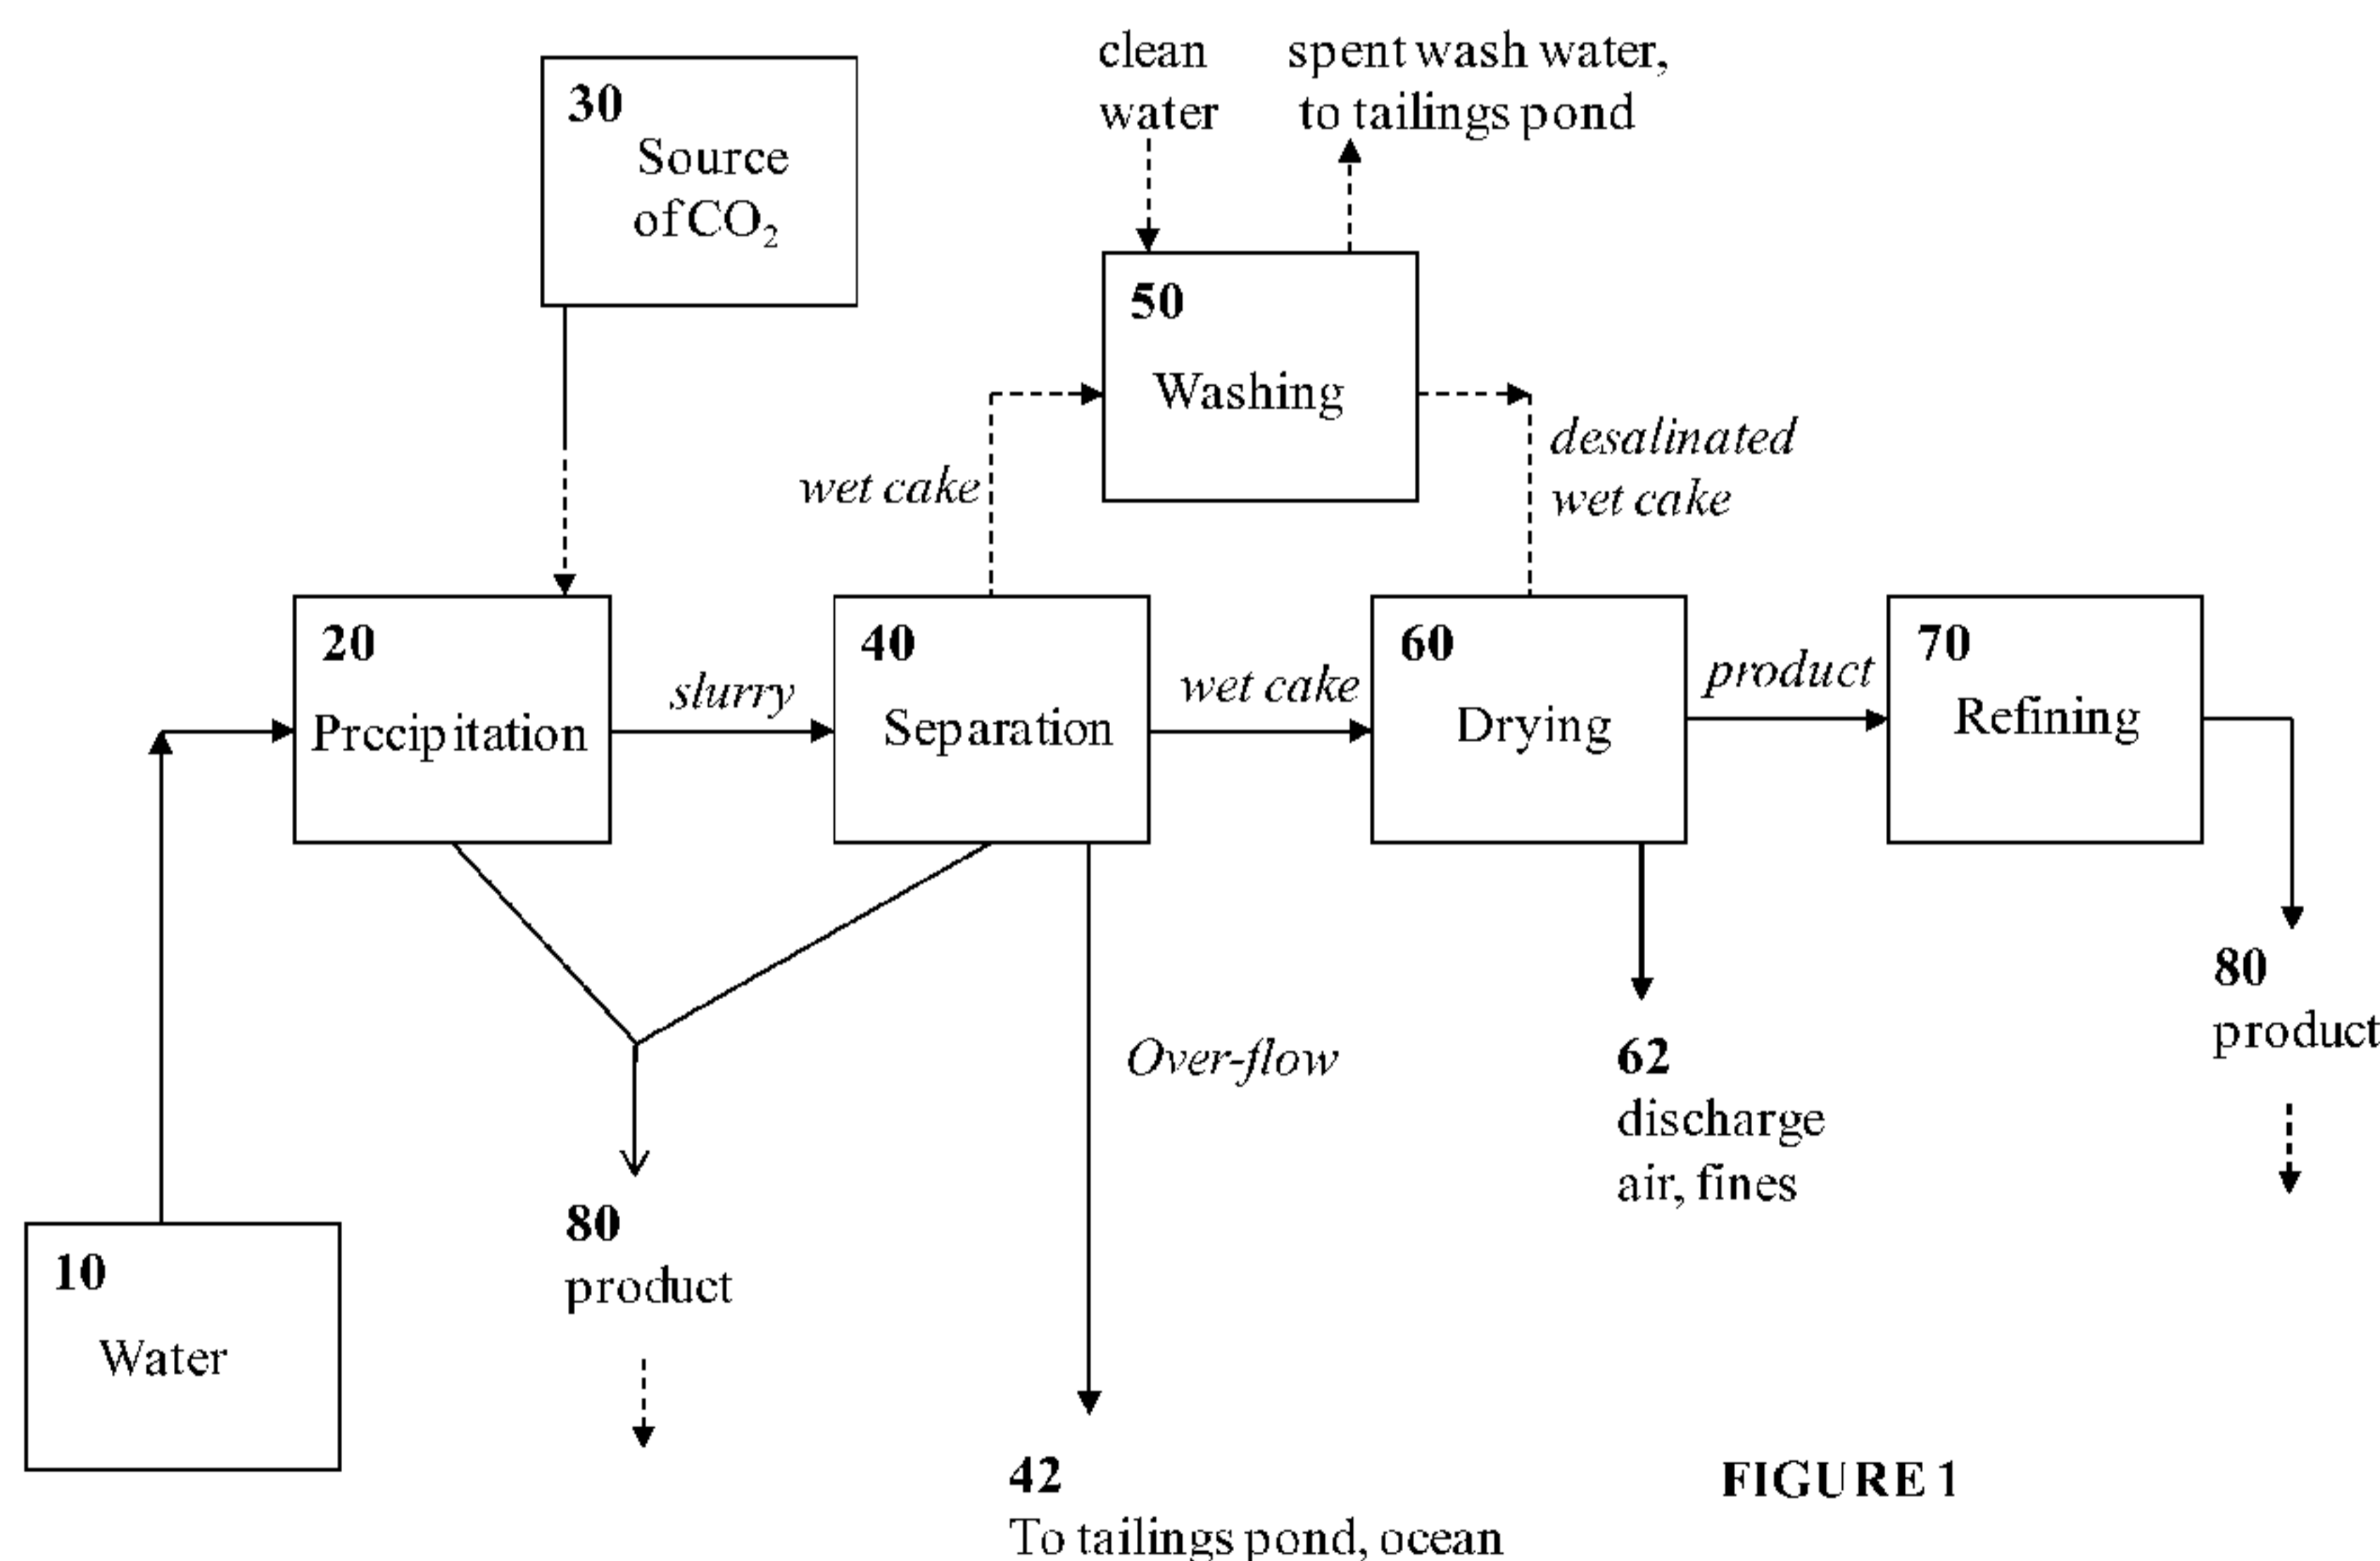 clean
water
spent wash water,
to tailings pond
30
Source
of CO₂
50
Washing
wet cake
desalinated
wet cake
20
Prccipitation
slurry
40
Separation
wet cake
60
Drying
product
70
Refining
80
product
Over-flow
62
discharge
air, fines
80
product
10
Water
42
To tailings pond, ocean
FIGURE 1